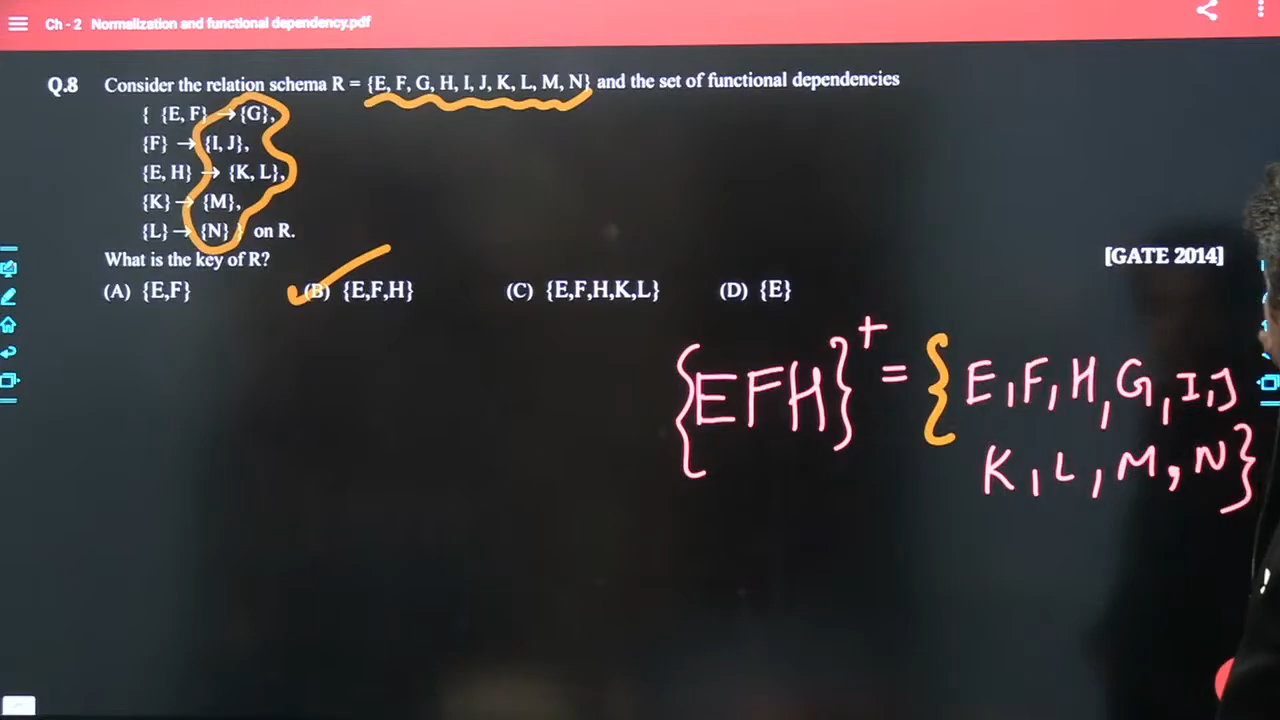 Ch - 2 Normalization and functional dependency.pdf
Q.8 Consider the relation schema R = {E, F, G, H, I, J, K, L, M, N} and the set of functional dependencies
{ {E, F} → {G},
{F} → {I, J},
{E, H} → {K, L},
{K} → {M},
{L} → {N} } on R.
What is the key of R? [GATE 2014]
(A) {E,F} (B) {E,F,H} (C) {E,F,H,K,L} (D) {E}
{EFH}⁺ = {E,F,H,G,I,J
K,L,M,N}